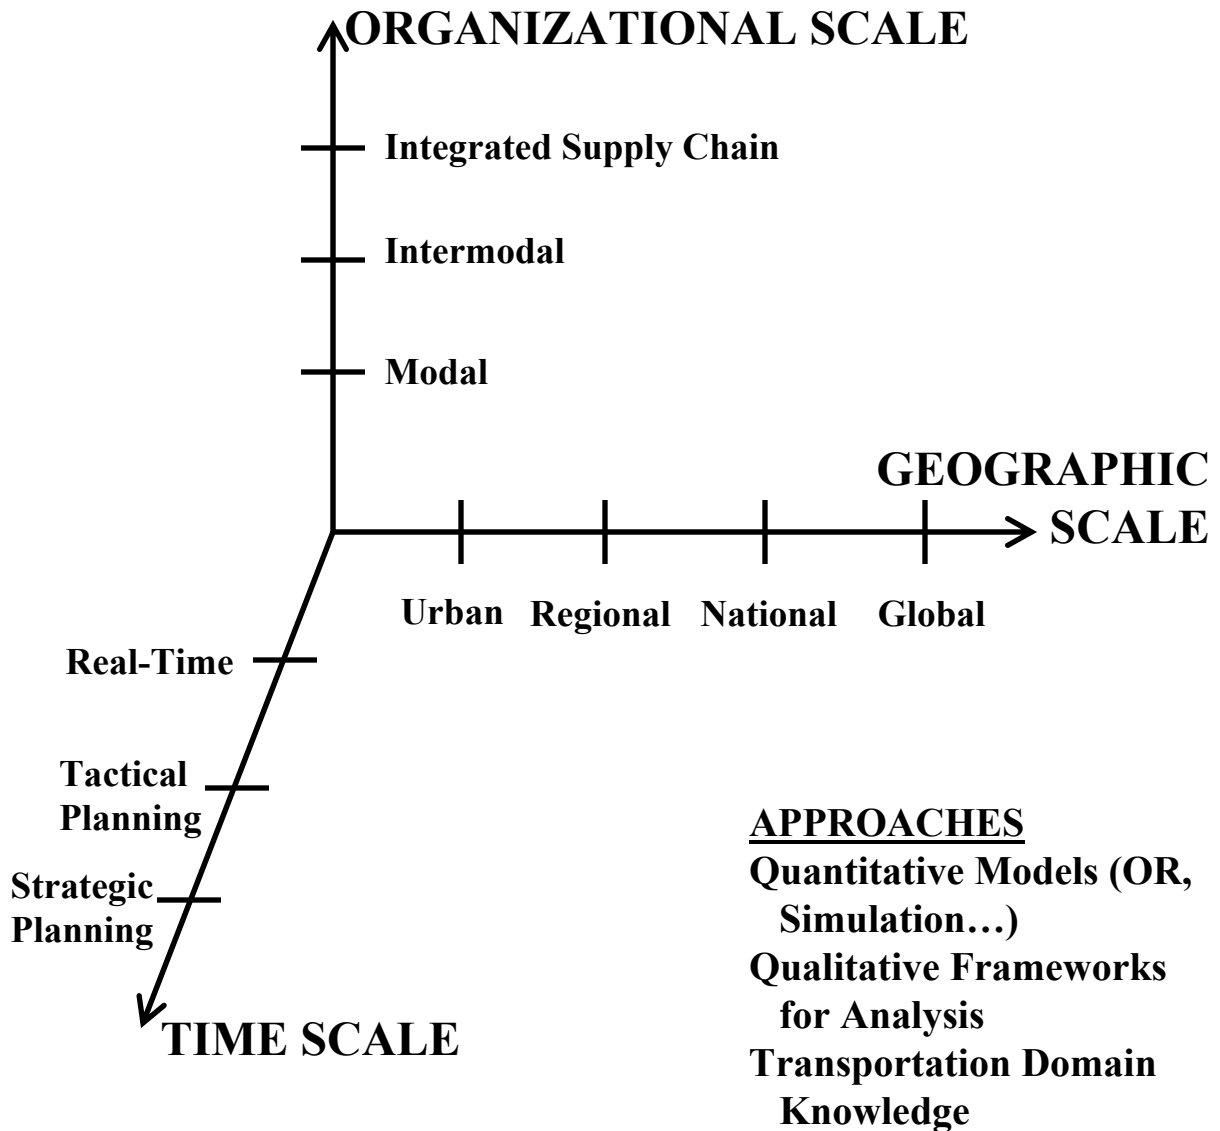 ORGANIZATIONAL SCALE
Integrated Supply Chain
Intermodal
Modal
GEOGRAPHIC
SCALE
Urban Regional National Global
Real-Time
Tactical
Planning
Strategic
Planning
TIME SCALE
APPROACHES
Quantitative Models (OR,
Simulation…)
Qualitative Frameworks
for Analysis
Transportation Domain
Knowledge